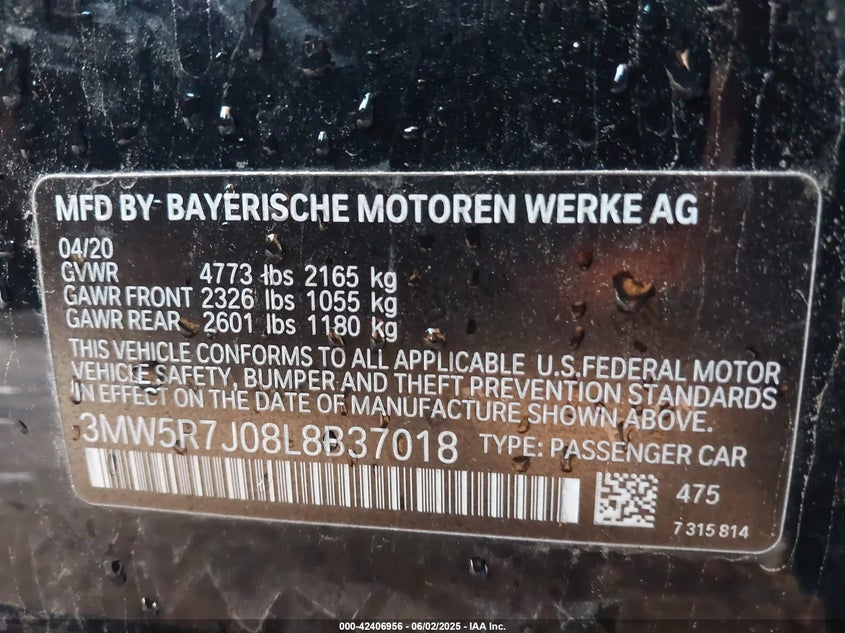 MFD BY- BAYERISCHE MOTOREN WERKE AG
04/20
GVWR 4773 lbs 2165 kg
GAWR FRONT 2326 lbs 1055 kg
GAWR REAR 2601 lbs 1180 kg
THIS VEHICLE CONFORMS TO ALL APPLICABLE U.S.FEDERAL MOTOR
VEHICLE SAFETY, BUMPER AND THEFT PREVENTION STANDARDS
IN EFFECT ON THE DATE OF MANUFACTURE SHOWN ABOVE.
3MW5R7J08L8B37018 TYPE: PASSENGER CAR
475
7 315 814
000-42406956 - 06/02/2025 - IAA Inc.